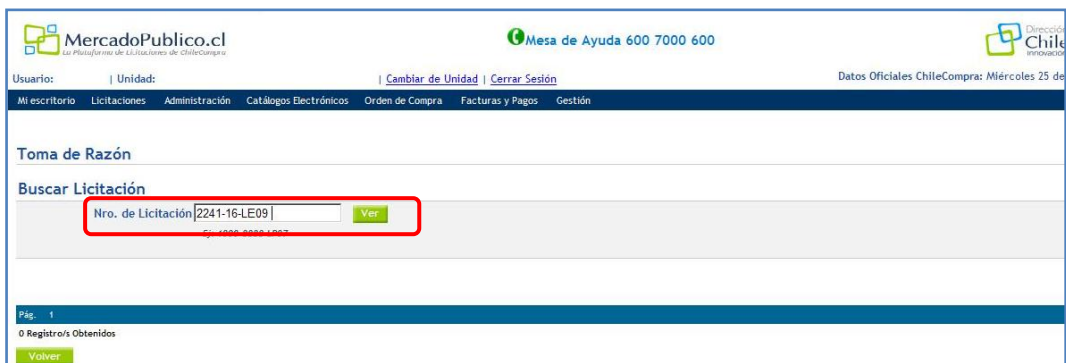 MercadoPublico.cl
La Plataforma de Licitaciones de ChileCompra
Mesa de Ayuda 600 7000 600
Dirección
Chile
Usuario: | Unidad: | Cambiar de Unidad | Cerrar Sesión
Datos Oficiales ChileCompra: Miércoles 25 de
Mi escritorio Licitaciones Administración Catálogos Electrónicos Orden de Compra Facturas y Pagos Gestión
Toma de Razón
Buscar Licitación
Nro. de Licitación 2241-16-LE09 Ver
Pág. 1
0 Registro/s Obtenidos
Volver